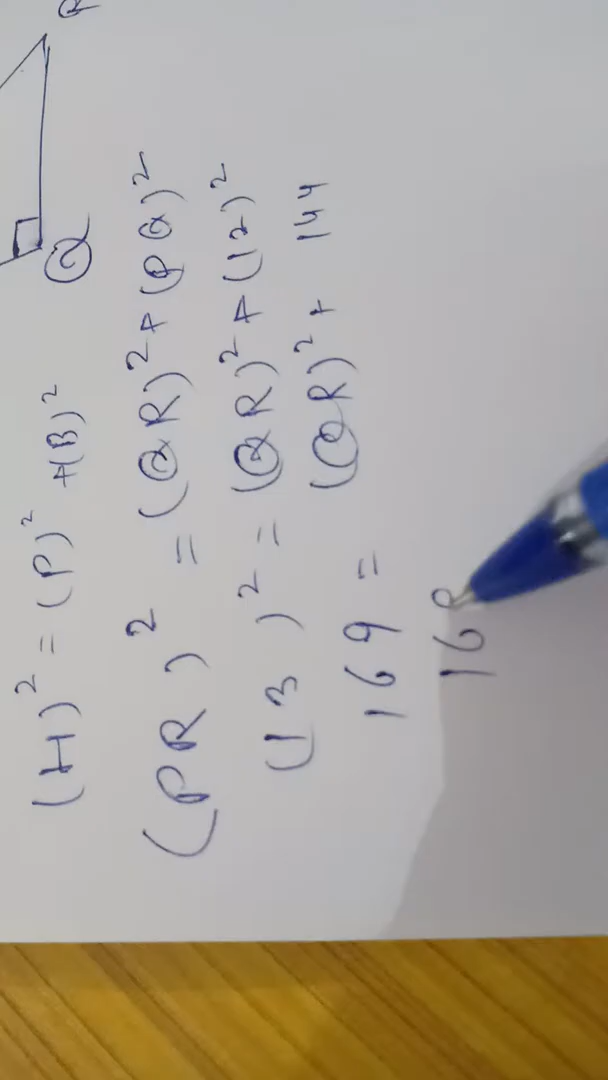 Q
(H)² = (P)² +(B)²
(PR)² = (QR)²+(PQ)²
(13)² = (QR)²+(12)²
169 = (QR)²+ 144
16